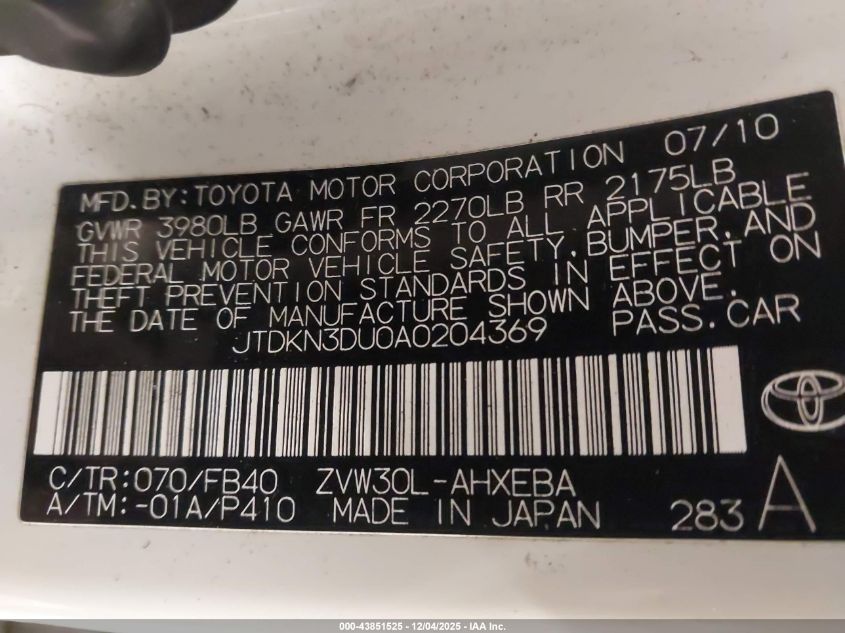 MFD.BY:TOYOTA MOTOR CORPORATION 07/10
GVWR 3980LB GAWR FR 2270LB RR 2175LB
THIS VEHICLE CONFORMS TO ALL APPLICABLE
FEDERAL MOTOR VEHICLE SAFETY,BUMPER,AND
THEFT PREVENTION STANDARDS IN EFFECT ON
THE DATE OF MANUFACTURE SHOWN ABOVE.
JTDKN3DU0A0204369 PASS.CAR
C/TR:070/FB40 ZVW30L-AHXEBA
A/TM:-01A/P410 MADE IN JAPAN 283 A
000-43851525 - 12/04/2025 - IAA Inc.